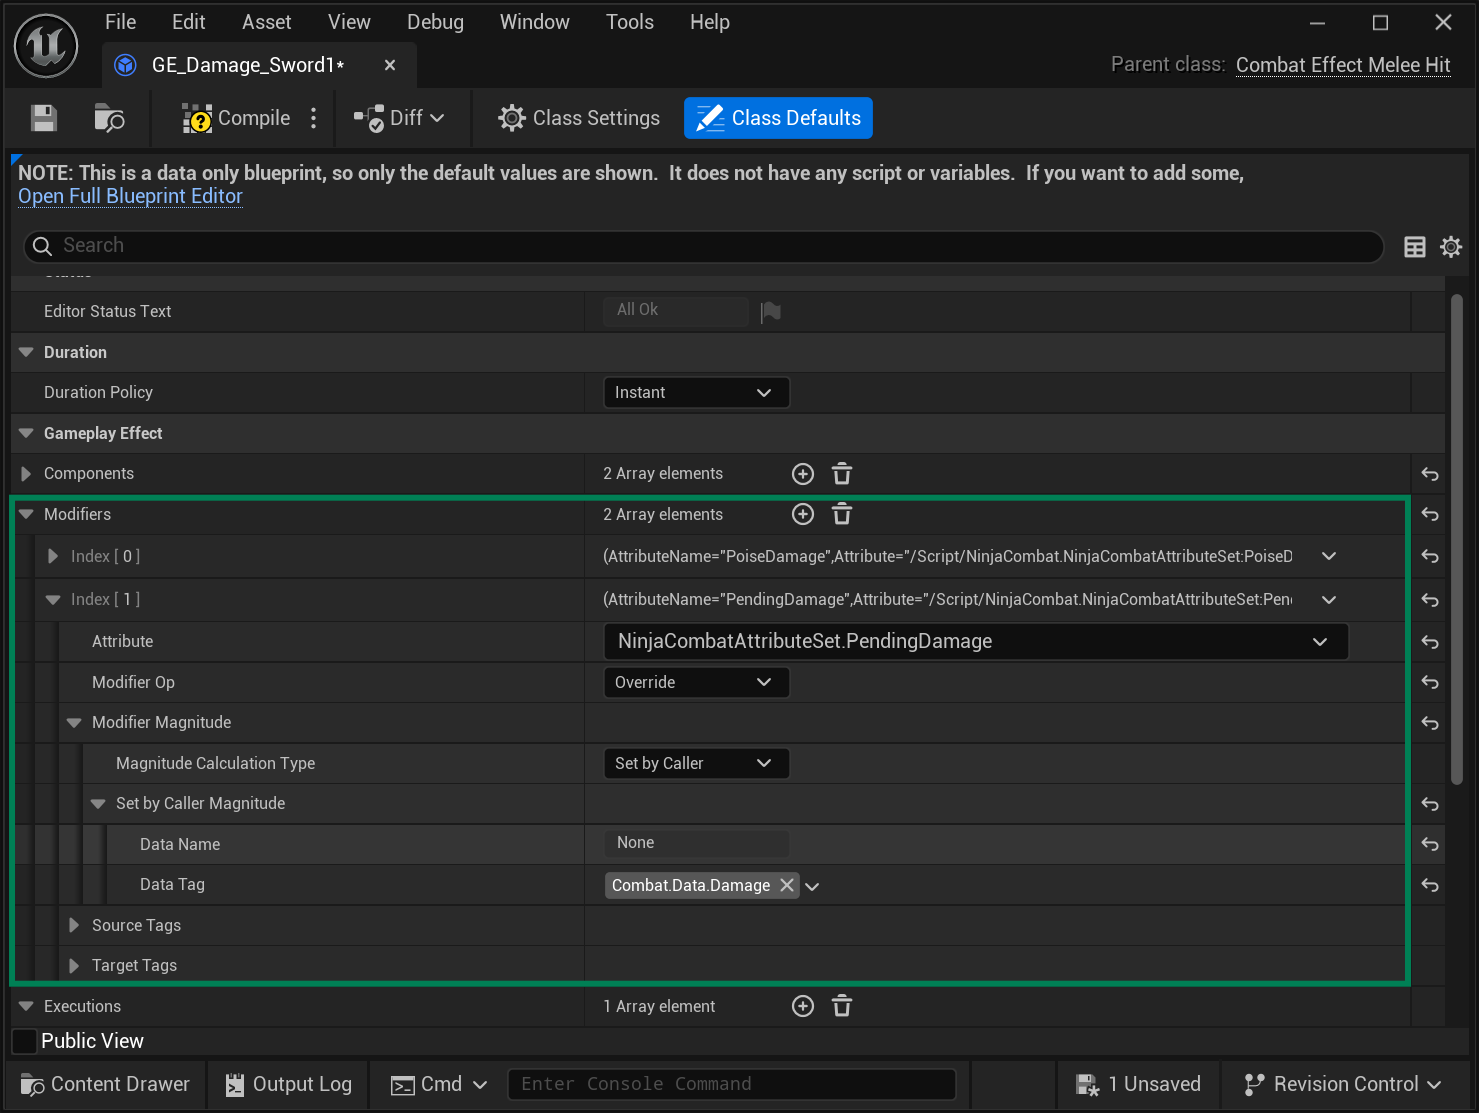 File Edit Asset View Debug Window Tools Help
GE_Damage_Sword1*
Parent class: Combat Effect Melee Hit
Compile Diff Class Settings Class Defaults
NOTE: This is a data only blueprint, so only the default values are shown. It does not have any script or variables. If you want to add some,
Open Full Blueprint Editor
Search
Status
Editor Status Text All Ok
Duration
Duration Policy Instant
Gameplay Effect
Components 2 Array elements
Modifiers 2 Array elements
Index [ 0 ] (AttributeName="PoiseDamage",Attribute="/Script/NinjaCombat.NinjaCombatAttributeSet:PoiseD
Index [ 1 ] (AttributeName="PendingDamage",Attribute="/Script/NinjaCombat.NinjaCombatAttributeSet:Pen
Attribute NinjaCombatAttributeSet.PendingDamage
Modifier Op Override
Modifier Magnitude
Magnitude Calculation Type Set by Caller
Set by Caller Magnitude
Data Name None
Data Tag Combat.Data.Damage
Source Tags
Target Tags
Executions 1 Array element
Public View
Content Drawer Output Log Cmd Enter Console Command 1 Unsaved Revision Control